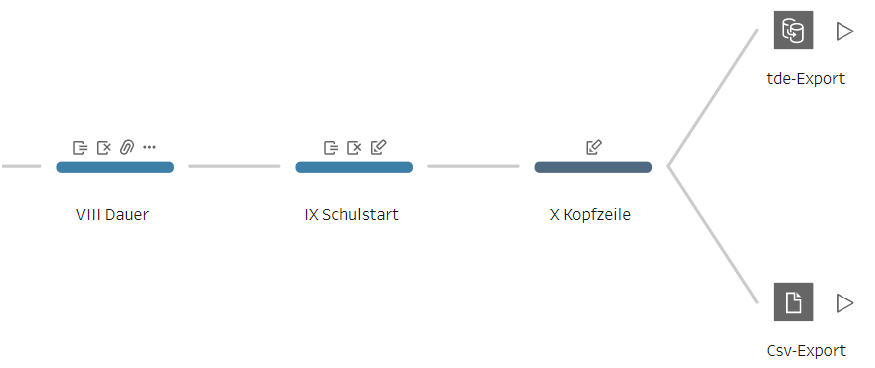 tde-Export
VIII Dauer
IX Schulstart
X Kopfzeile
Csv-Export